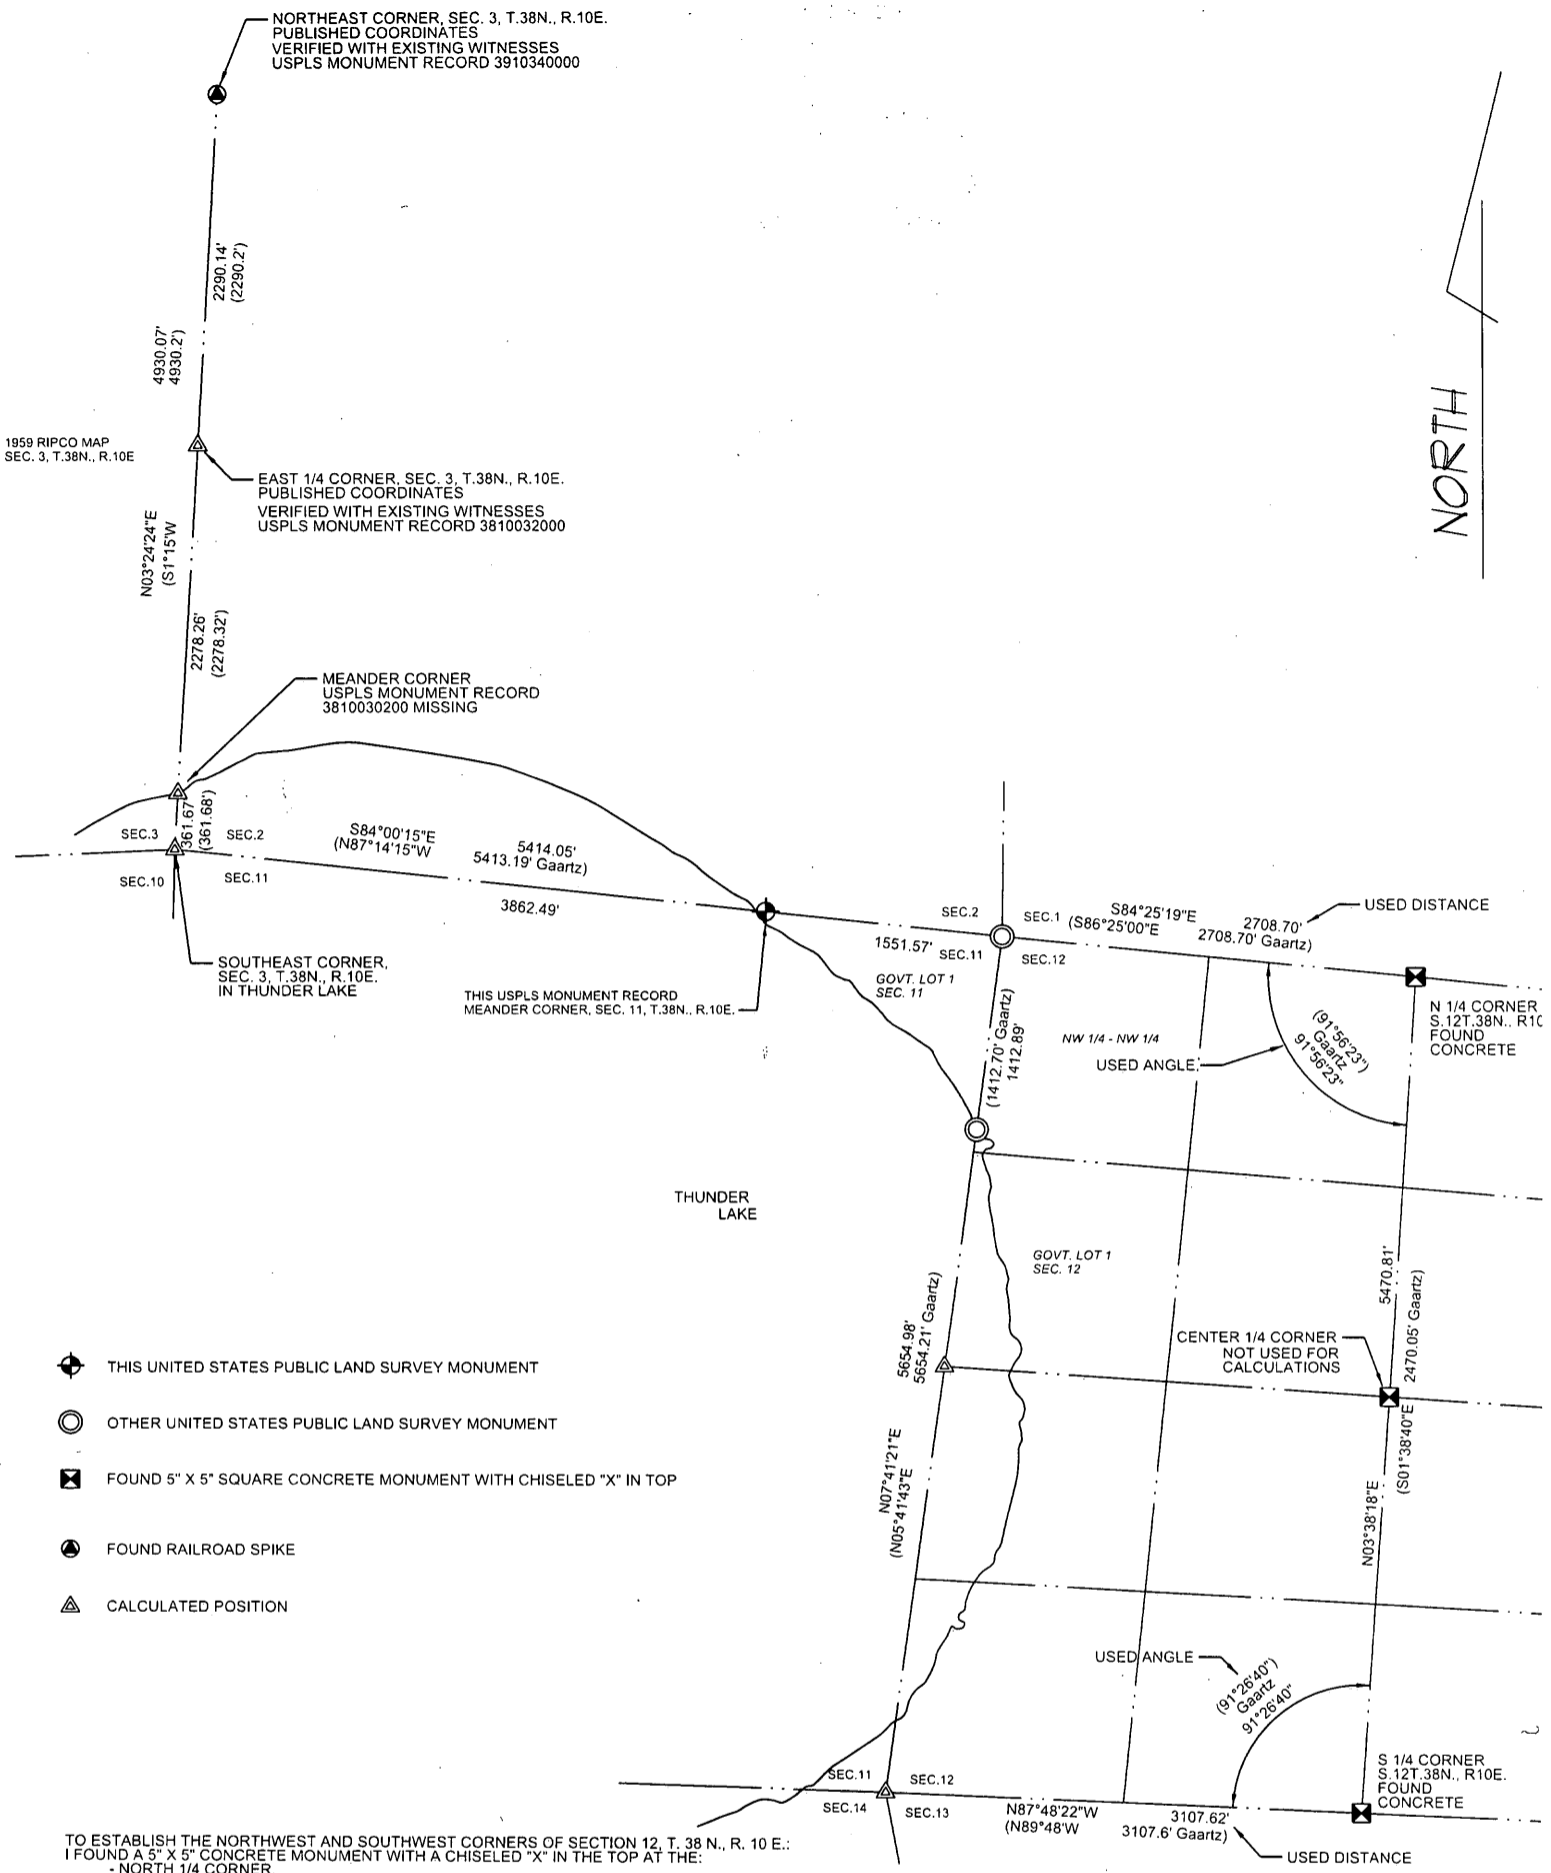 NORTHEAST CORNER, SEC. 3, T.38N., R.10E.
PUBLISHED COORDINATES
VERIFIED WITH EXISTING WITNESSES
USPLS MONUMENT RECORD 3910340000
2290.14'
(2290.2')
4930.07'
4930.2')
1959 RIPCO MAP
SEC. 3, T.38N., R.10E
EAST 1/4 CORNER, SEC. 3, T.38N., R.10E.
PUBLISHED COORDINATES
VERIFIED WITH EXISTING WITNESSES
USPLS MONUMENT RECORD 3810032000
NORTH
N03°24'24"E
(S1°15'W
2278.26'
(2278.32')
MEANDER CORNER
USPLS MONUMENT RECORD
3810030200 MISSING
361.67'
(361.68')
SEC.3
SEC.2
SEC.10
SEC.11
S84°00'15"E
(N87°14'15"W
5414.05'
5413.19' Gaartz)
3862.49'
SOUTHEAST CORNER,
SEC. 3, T.38N., R.10E.
IN THUNDER LAKE
THIS USPLS MONUMENT RECORD
MEANDER CORNER, SEC. 11, T.38N., R.10E.
1551.57'
SEC.2
SEC.1
SEC.11
SEC.12
S84°25'19"E
(S86°25'00"E
2708.70'
2708.70' Gaartz)
USED DISTANCE
GOVT. LOT 1
SEC. 11
(1412.70' Gaartz)
1412.89'
NW 1/4 - NW 1/4
USED ANGLE
(91°56'23")
Gaartz
91°56'23"
N 1/4 CORNER
S.12T.38N., R10
FOUND
CONCRETE
THUNDER
LAKE
GOVT. LOT 1
SEC. 12
5654.98'
5654.21' Gaartz)
5470.81'
2470.05' Gaartz)
CENTER 1/4 CORNER
NOT USED FOR
CALCULATIONS
THIS UNITED STATES PUBLIC LAND SURVEY MONUMENT
OTHER UNITED STATES PUBLIC LAND SURVEY MONUMENT
FOUND 5" X 5" SQUARE CONCRETE MONUMENT WITH CHISELED "X" IN TOP
FOUND RAILROAD SPIKE
CALCULATED POSITION
N07°41'21"E
(N05°41'43"E
N03°38'18"E
(S01°38'40"E
USED ANGLE
(91°26'40")
Gaartz
91°26'40"
SEC.11
SEC.12
SEC.14
SEC.13
N87°48'22"W
(N89°48'W
3107.62'
3107.6' Gaartz)
USED DISTANCE
S 1/4 CORNER
S.12T.38N., R10E.
FOUND
CONCRETE
TO ESTABLISH THE NORTHWEST AND SOUTHWEST CORNERS OF SECTION 12, T. 38 N., R. 10 E.:
I FOUND A 5" X 5" CONCRETE MONUMENT WITH A CHISELED "X" IN THE TOP AT THE:
- NORTH 1/4 CORNER